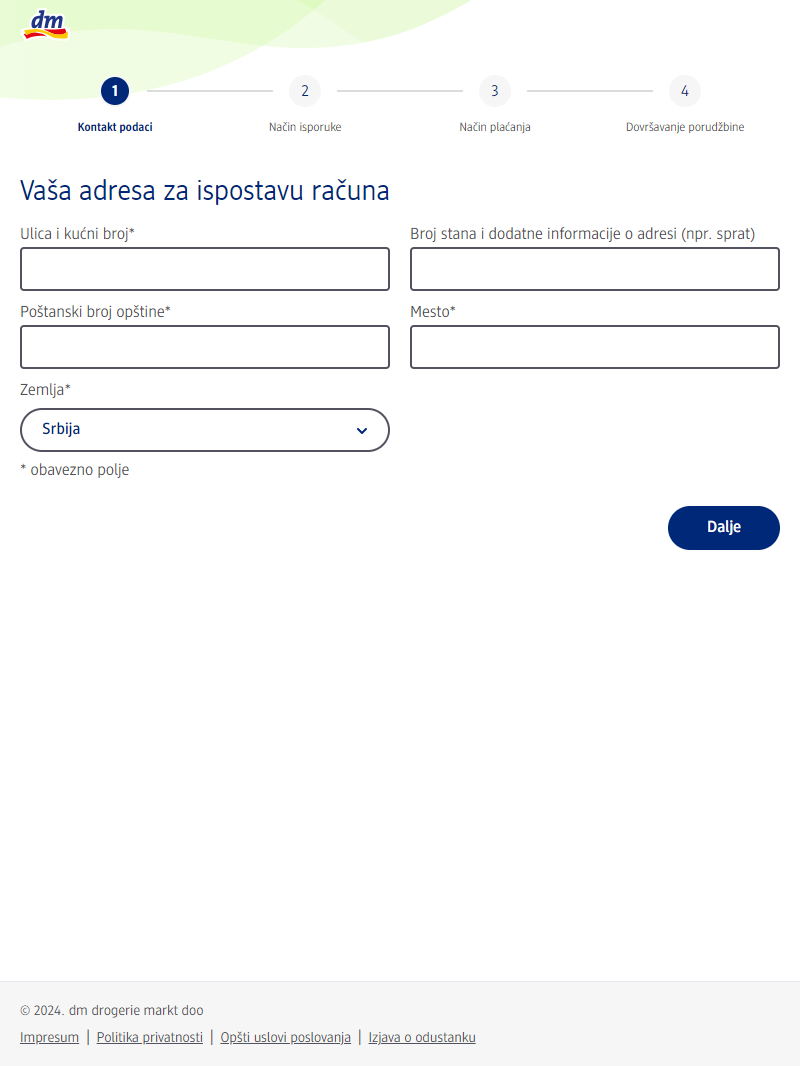 dm
1
2
3
4
Kontakt podaci
Način isporuke
Način plaćanja
Dovršavanje porudžbine
Vaša adresa za ispostavu računa
Ulica i kućni broj*
Broj stana i dodatne informacije o adresi (npr. sprat)
Poštanski broj opštine*
Mesto*
Zemlja*
Srbija
* obavezno polje
Dalje
© 2024. dm drogerie markt doo
Impresum | Politika privatnosti | Opšti uslovi poslovanja | Izjava o odustanku